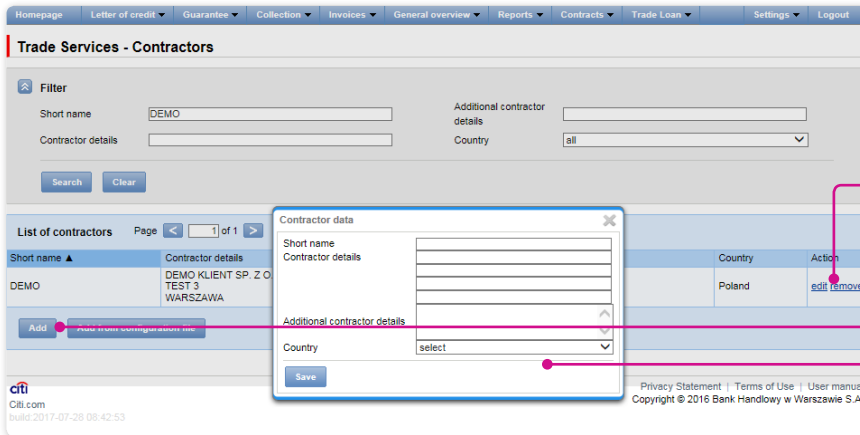 Homepage Letter of credit Guarantee Collection Invoices General overview Reports Contracts Trade Loan Settings Logout
Trade Services - Contractors
Filter
Short name DEMO Additional contractor details
Contractor details Country all
Search Clear
List of contractors Page < 1 of 1 >
Short name ▲ Contractor details Country Action
DEMO DEMO KLIENT SP. Z O Poland edit remove
TEST 3
WARSZAWA
Add Add from configuration file
Contractor data
Short name
Contractor details
Additional contractor details
Country select
Save
citi
Citi.com
build:2017-07-28 08:42:53
Privacy Statement | Terms of Use | User manua
Copyright © 2016 Bank Handlowy w Warszawie S.A